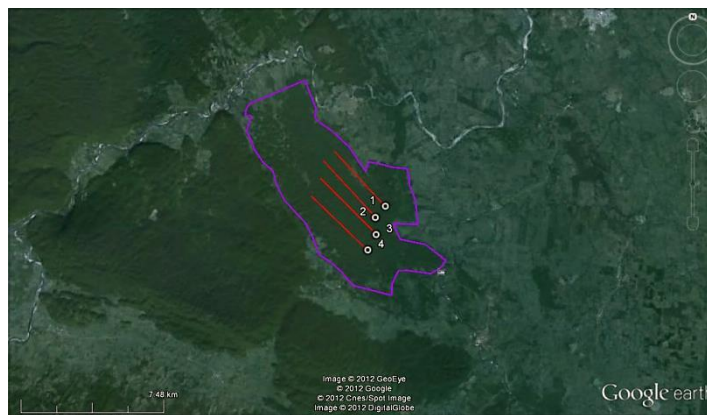 N
1
2
3
4
7.48 km
Image © 2012 GeoEye
© 2012 Google
© 2012 Cnes/Spot Image
Image © 2012 DigitalGlobe
Google earth